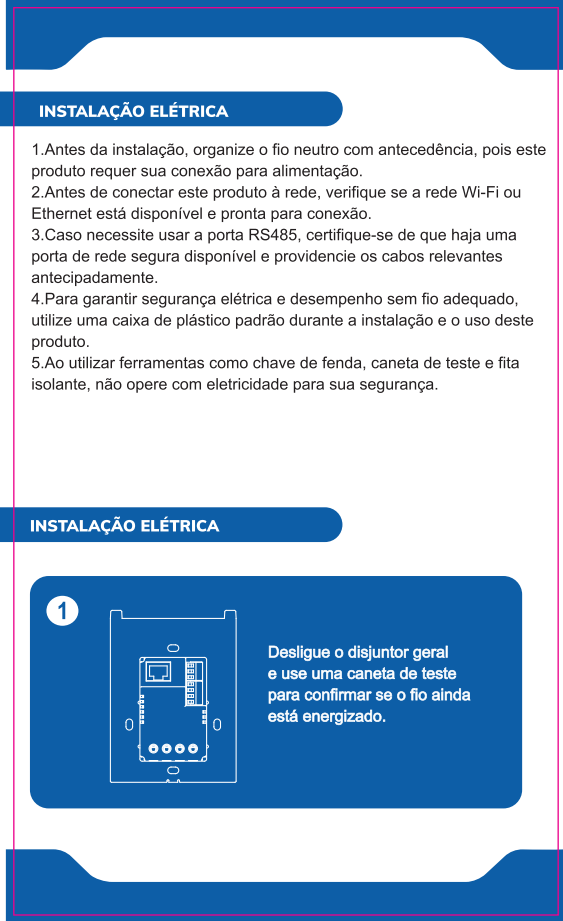 INSTALAÇÃO ELÉTRICA
1.Antes da instalação, organize o fio neutro com antecedência, pois este
produto requer sua conexão para alimentação.
2.Antes de conectar este produto à rede, verifique se a rede Wi-Fi ou
Ethernet está disponível e pronta para conexão.
3.Caso necessite usar a porta RS485, certifique-se de que haja uma
porta de rede segura disponível e providencie os cabos relevantes
antecipadamente.
4.Para garantir segurança elétrica e desempenho sem fio adequado,
utilize uma caixa de plástico padrão durante a instalação e o uso deste
produto.
5.Ao utilizar ferramentas como chave de fenda, caneta de teste e fita
isolante, não opere com eletricidade para sua segurança.
INSTALAÇÃO ELÉTRICA
1
Desligue o disjuntor geral
e use uma caneta de teste
para confirmar se o fio ainda
está energizado.